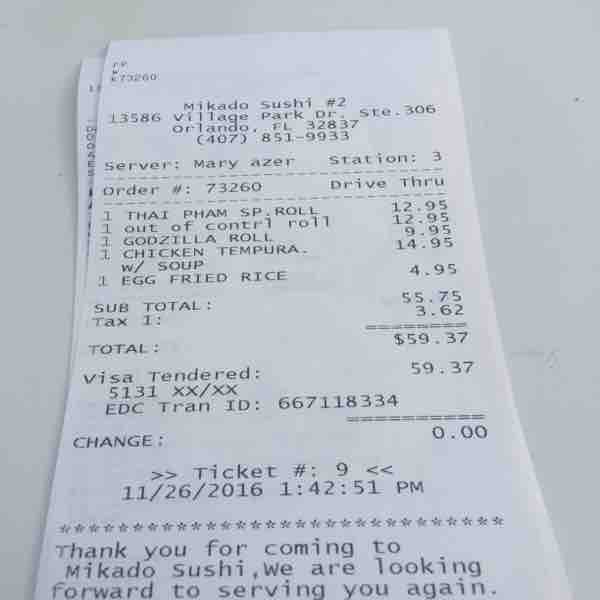 PP
W
k73260
Mikado Sushi #2
13586 Village Park Dr. Ste.306
Orlando, FL 32837
(407) 851-9933
Server: Mary azer Station: 3
Order #: 73260 Drive Thru
1 THAI PHAM SP.ROLL 12.95
1 out of contrl roll 12.95
1 GODZILLA ROLL 9.95
1 CHICKEN TEMPURA. 14.95
w/ SOUP
1 EGG FRIED RICE 4.95
SUB TOTAL: 55.75
Tax 1: 3.62
========
TOTAL: $59.37
Visa Tendered: 59.37
5131 XX/XX
EDC Tran ID: 667118334
==========
CHANGE: 0.00
>> Ticket #: 9 <<
11/26/2016 1:42:51 PM
*******************************
Thank you for coming to
Mikado Sushi,We are looking
forward to serving you again.